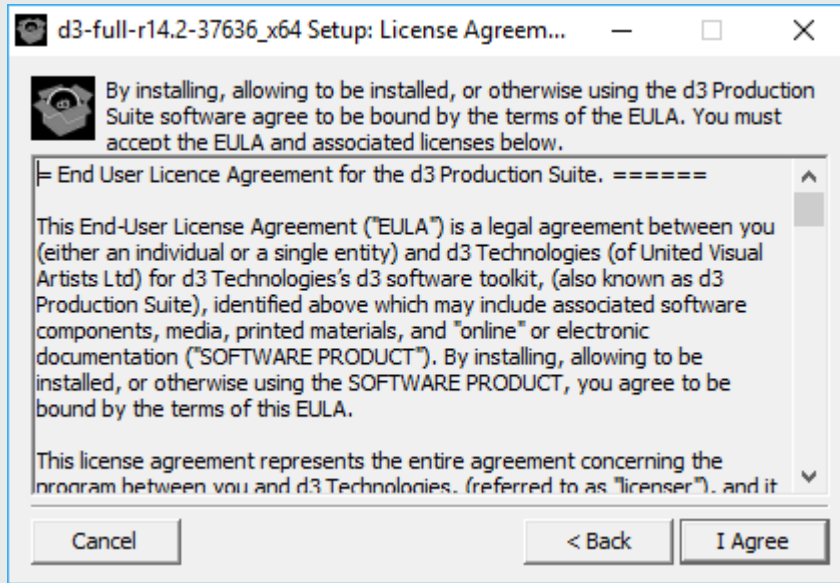 d3-full-r14.2-37636_x64 Setup: License Agreem...
By installing, allowing to be installed, or otherwise using the d3 Production
Suite software agree to be bound by the terms of the EULA. You must
accept the EULA and associated licenses below.
= End User Licence Agreement for the d3 Production Suite. ======
This End-User License Agreement ("EULA") is a legal agreement between you
(either an individual or a single entity) and d3 Technologies (of United Visual
Artists Ltd) for d3 Technologies's d3 software toolkit, (also known as d3
Production Suite), identified above which may include associated software
components, media, printed materials, and "online" or electronic
documentation ("SOFTWARE PRODUCT"). By installing, allowing to be
installed, or otherwise using the SOFTWARE PRODUCT, you agree to be
bound by the terms of this EULA.
This license agreement represents the entire agreement concerning the
program between you and d3 Technologies, (referred to as "licenser"), and it
Cancel
< Back
I Agree